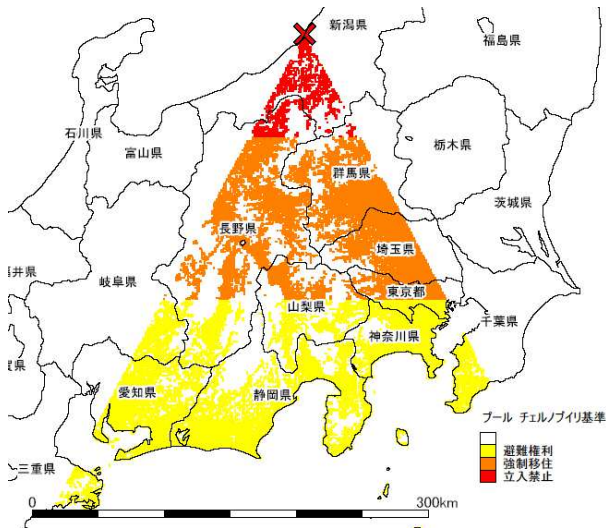 新潟県
福島県
石川県
富山県
栃木県
群馬県
茨城県
長野県
埼玉県
岐阜県
東京都
山梨県
千葉県
神奈川県
愛知県
静岡県
プール チェルノブイリ基準
避難権利
強制移住
立入禁止
三重県
0
300km